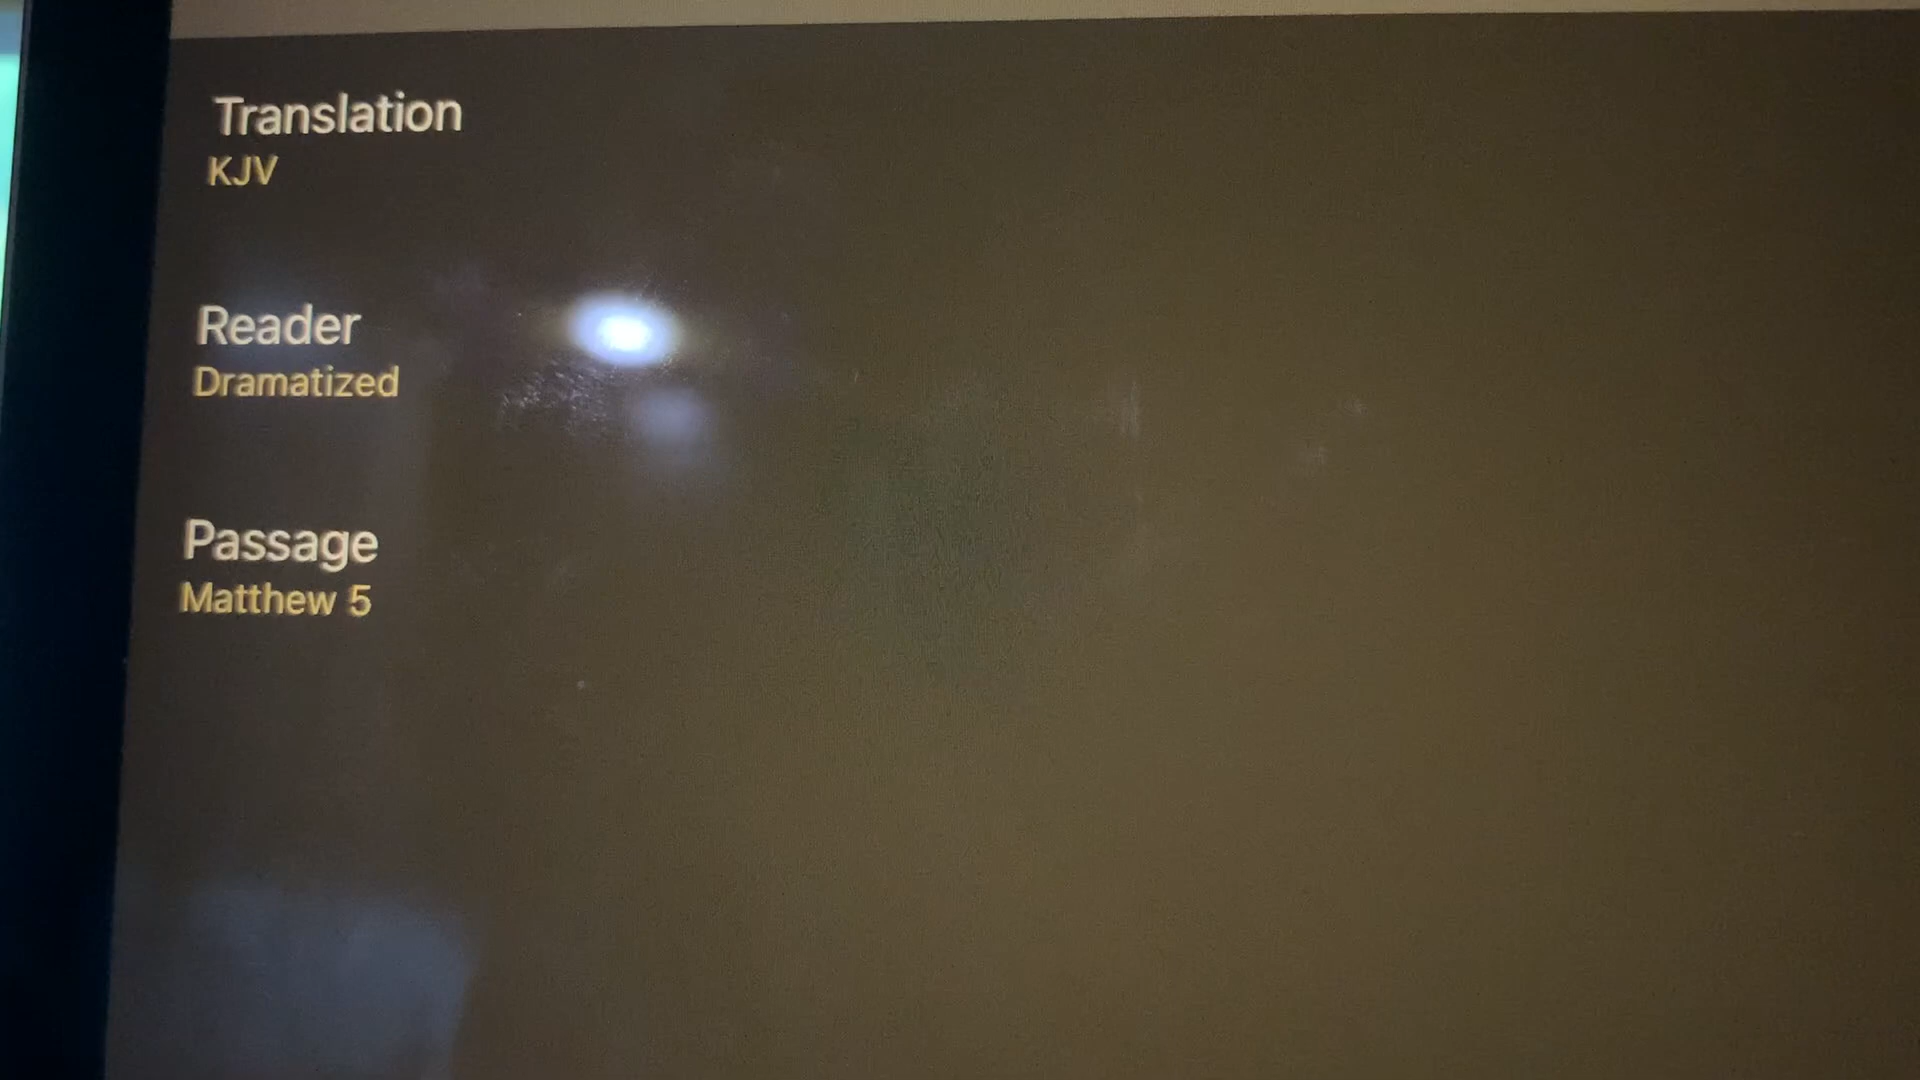 Translation
KJV
Reader
Dramatized
Passage
Matthew 5